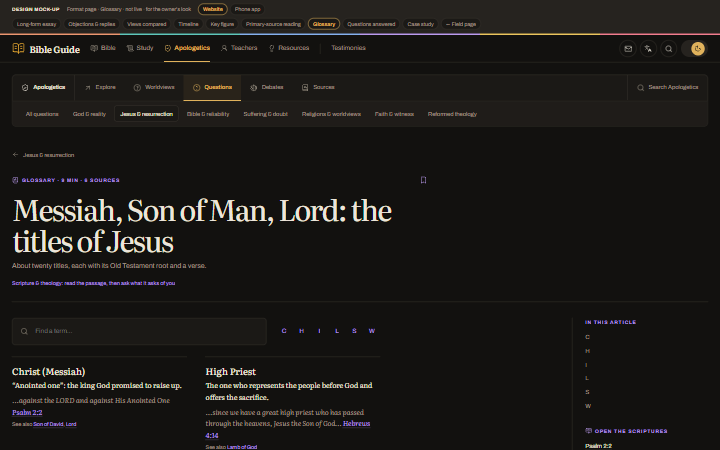 DESIGN MOCK-UP Format page · Glossary · not live · for the owner's look Website Phone app
Long-form essay Objections & replies Views compared Timeline Key figure Primary-source reading Glossary Questions answered Case study ← Field page
Bible Guide Bible Study Apologetics Teachers Resources Testimonies
Apologetics Explore Worldviews Questions Debates Sources Search Apologetics
All questions God & reality Jesus & resurrection Bible & reliability Suffering & doubt Religions & worldviews Faith & witness Reformed theology
← Jesus & resurrection
GLOSSARY · 8 MIN · 6 SOURCES
Messiah, Son of Man, Lord: the
titles of Jesus
About twenty titles, each with its Old Testament root and a verse.
Scripture & theology: read the passage, then ask what it asks of you
Find a term...
C H I L S W
Christ (Messiah)
“Anointed one”: the king God promised to raise up.
...against the LORD and against His Anointed One
Psalm 2:2
See also Son of David, Lord
High Priest
The one who represents the people before God and
offers the sacrifice.
...since we have a great high priest who has passed
through the heavens, Jesus the Son of God... Hebrews
4:14
See also Lamb of God
IN THIS ARTICLE
C
H
I
L
S
W
OPEN THE SCRIPTURES
Psalm 2:2